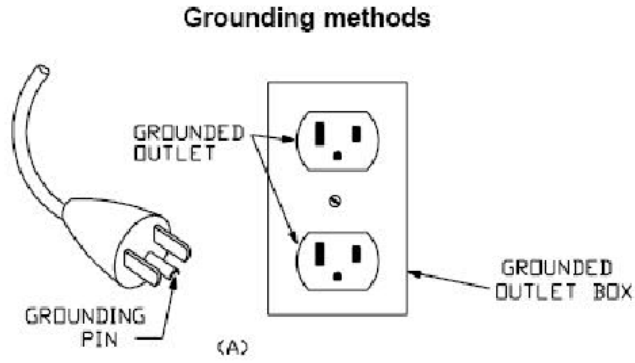 Grounding methods
GROUNDED
OUTLET
GROUNDED
OUTLET BOX
GROUNDING
PIN
(A)